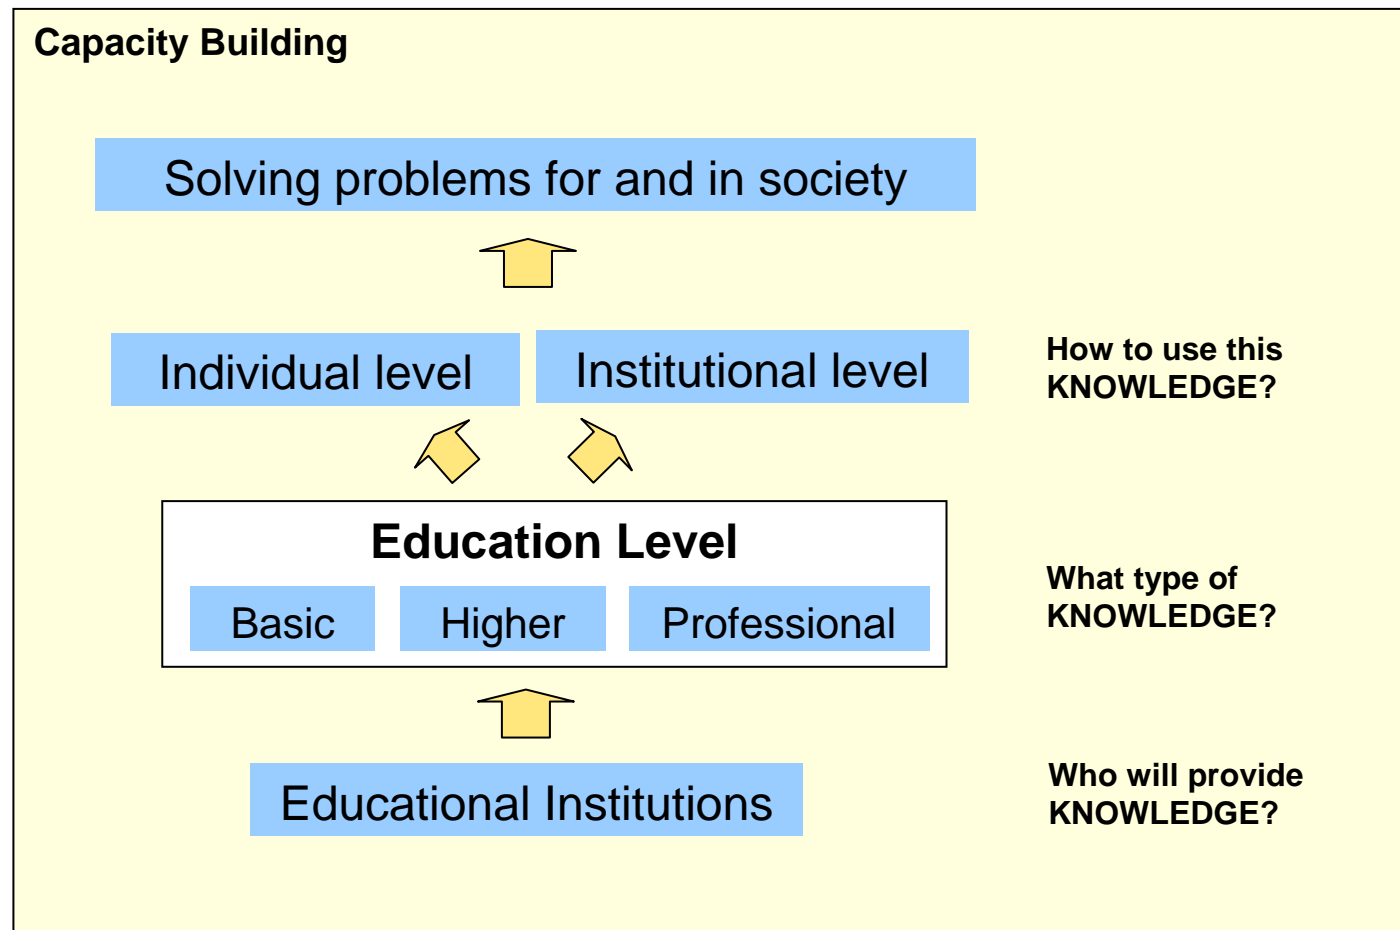 Capacity Building
Solving problems for and in society
Individual level
Institutional level
How to use this
KNOWLEDGE?
Education Level
Basic
Higher
Professional
What type of
KNOWLEDGE?
Educational Institutions
Who will provide
KNOWLEDGE?